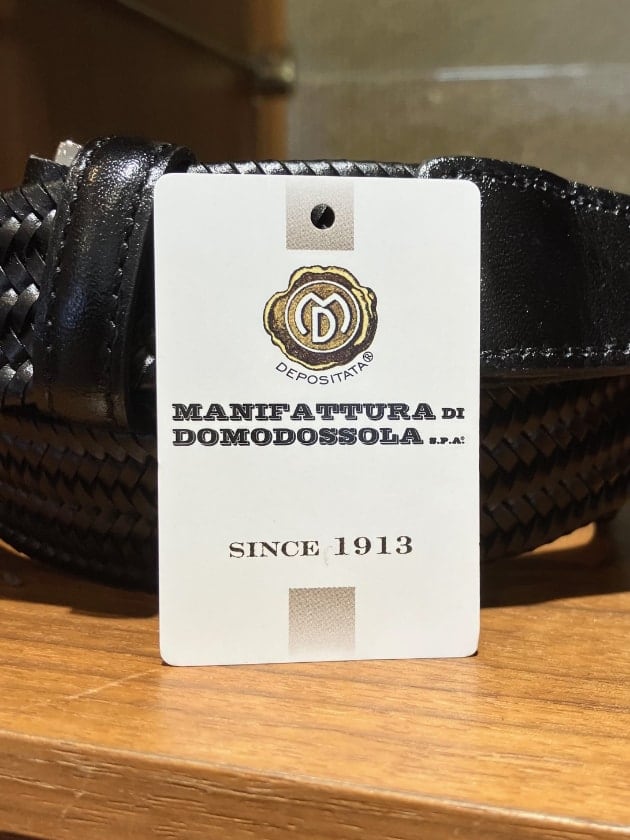 MD
DEPOSITATA®
MANIFATTURA DI
DOMODOSSOLA S.P.A.
SINCE 1913